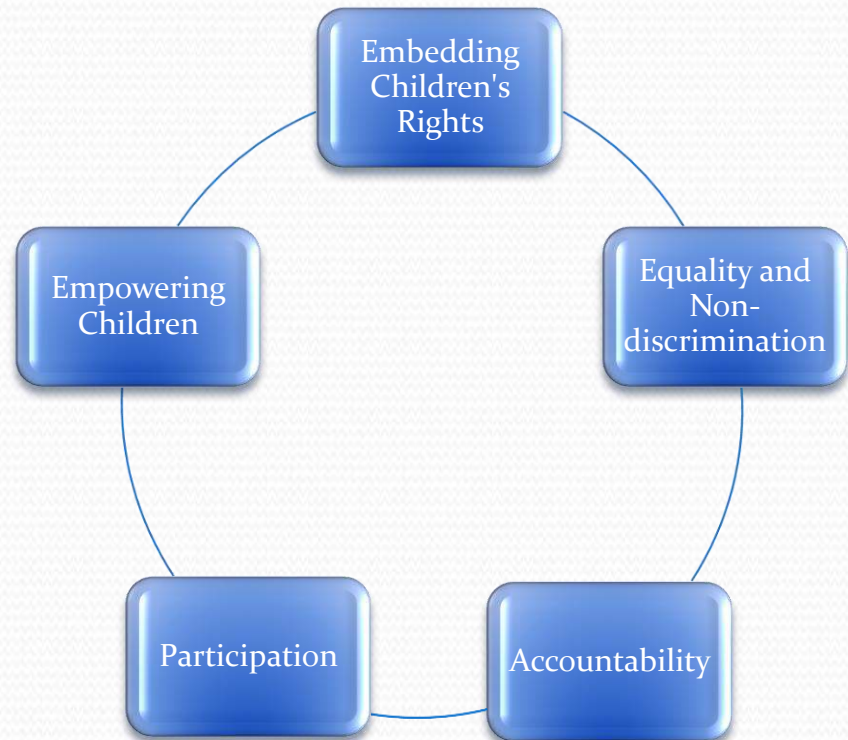 Embedding
Children's
Rights
Equality and
Non-
discrimination
Accountability
Participation
Empowering
Children